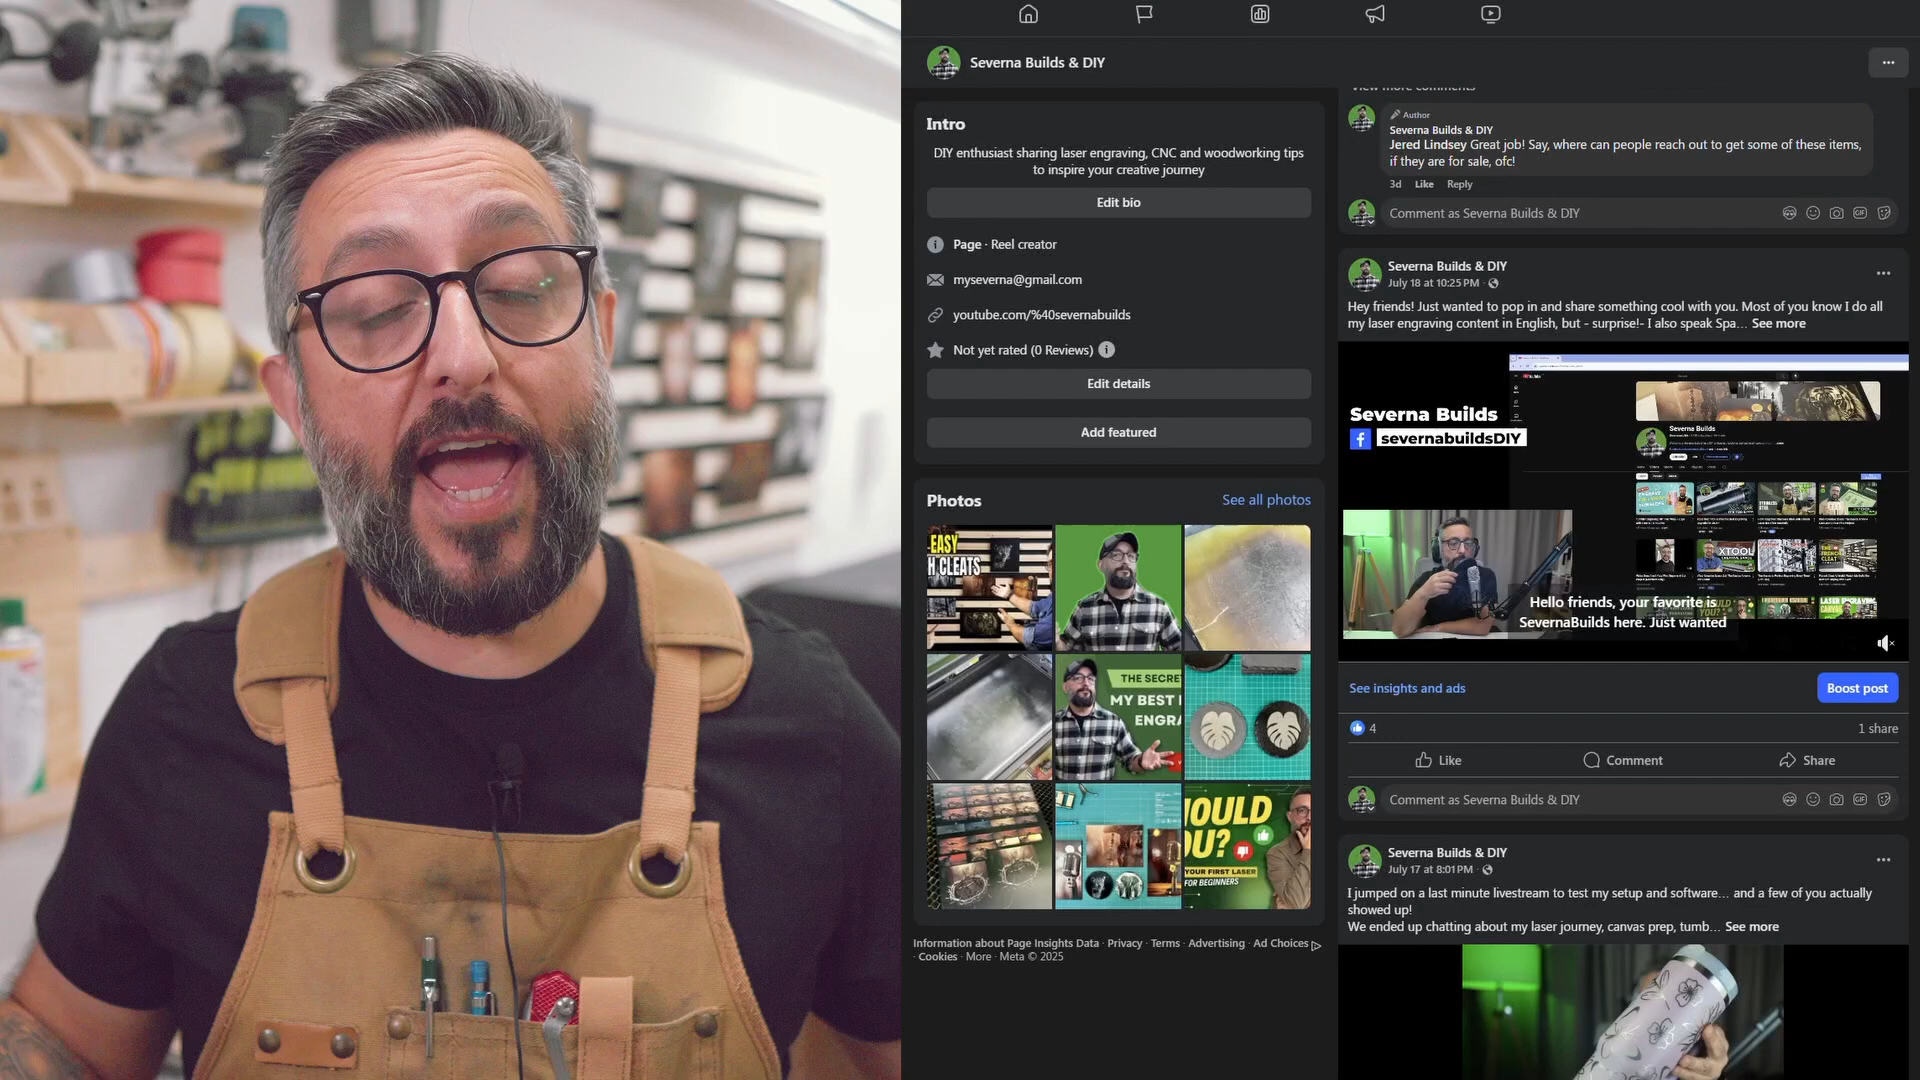 Severna Builds & DIY
Intro
DIY enthusiast sharing laser engraving, CNC and woodworking tips
to inspire your creative journey
Edit bio
Page · Reel creator
myseverna@gmail.com
youtube.com/%40severnabuilds
Not yet rated (0 Reviews)
Edit details
Add featured
Photos
See all photos
EASY
H CLEATS
THE SECRE
MY BEST
ENGRA
OULD
OU?
YOUR FIRST LASER
FOR BEGINNERS
Information about Page Insights Data · Privacy · Terms · Advertising · Ad Choices
· Cookies · More · Meta © 2025
View more comments
Author
Severna Builds & DIY
Jered Lindsey Great job! Say, where can people reach out to get some of these items,
if they are for sale, ofc!
3d Like Reply
Comment as Severna Builds & DIY
Severna Builds & DIY
July 18 at 10:25 PM ·
Hey friends! Just wanted to pop in and share something cool with you. Most of you know I do all
my laser engraving content in English, but - surprise!- I also speak Spa... See more
Severna Builds
severnabuildsDIY
Severna Builds
XTOOL
Hello friends, your favorite is
SevernaBuilds here. Just wanted
See insights and ads
Boost post
4
1 share
Like
Comment
Share
Comment as Severna Builds & DIY
Severna Builds & DIY
July 17 at 8:01 PM ·
I jumped on a last minute livestream to test my setup and software... and a few of you actually
showed up!
We ended up chatting about my laser journey, canvas prep, tumb... See more